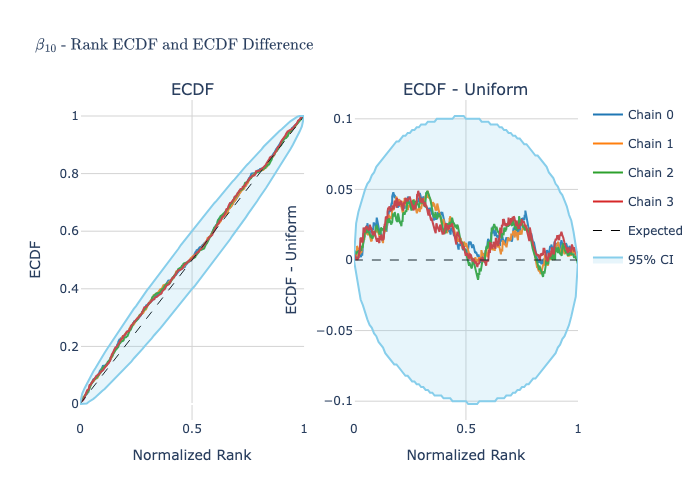 β₁₀ - Rank ECDF and ECDF Difference
ECDF
ECDF - Uniform
ECDF
1
0.8
0.6
0.4
0.2
0
0
0.5
1
Normalized Rank
ECDF - Uniform
0.1
0.05
0
−0.05
−0.1
0
0.5
1
Normalized Rank
Chain 0
Chain 1
Chain 2
Chain 3
Expected
95% CI